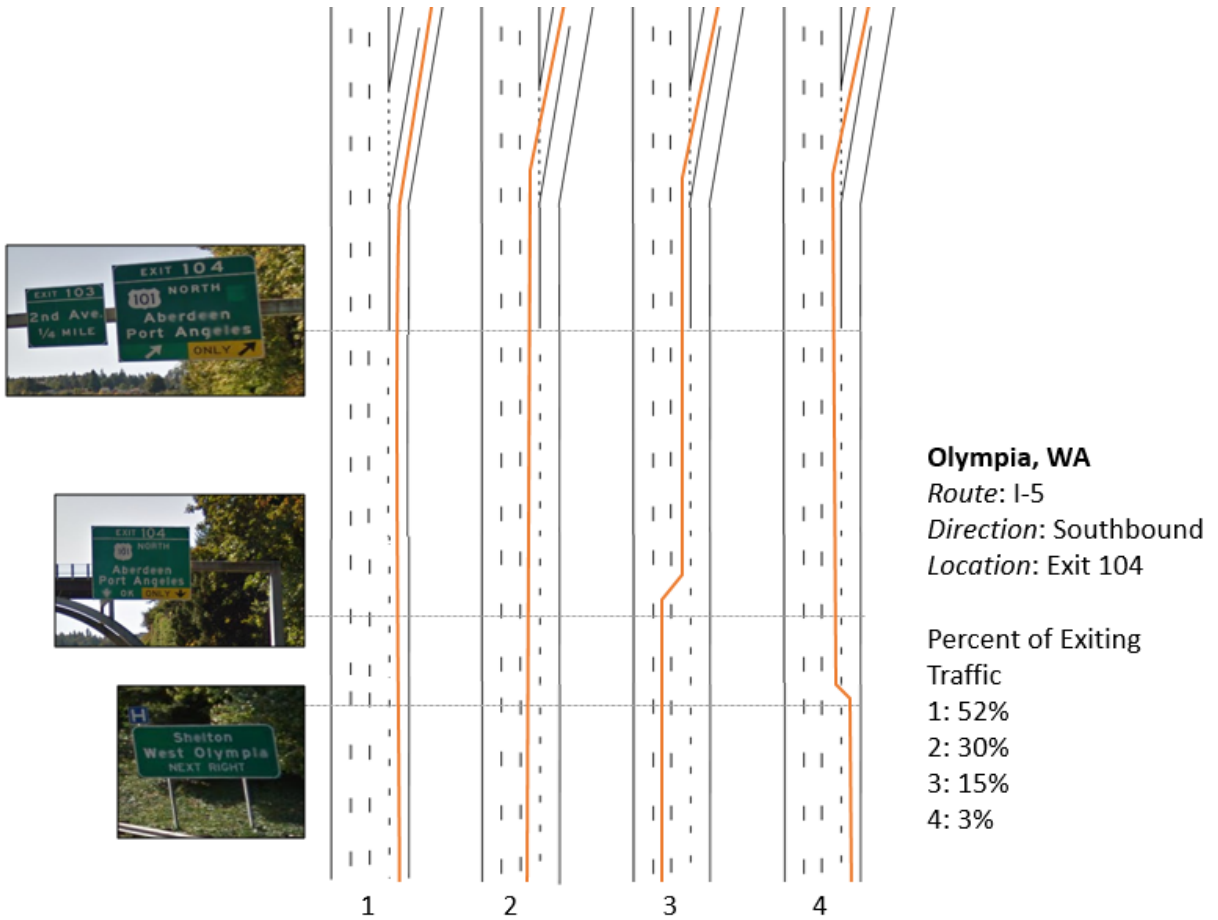 EXIT 103
2nd Ave.
1/4 MILE
EXIT 104
101 NORTH
Aberdeen
Port Angeles
ONLY
EXIT 104
101 NORTH
Aberdeen
Port Angeles
OK ONLY
H
Shelton
West Olympia
NEXT RIGHT
Olympia, WA
Route: I-5
Direction: Southbound
Location: Exit 104
Percent of Exiting
Traffic
1: 52%
2: 30%
3: 15%
4: 3%
1 2 3 4